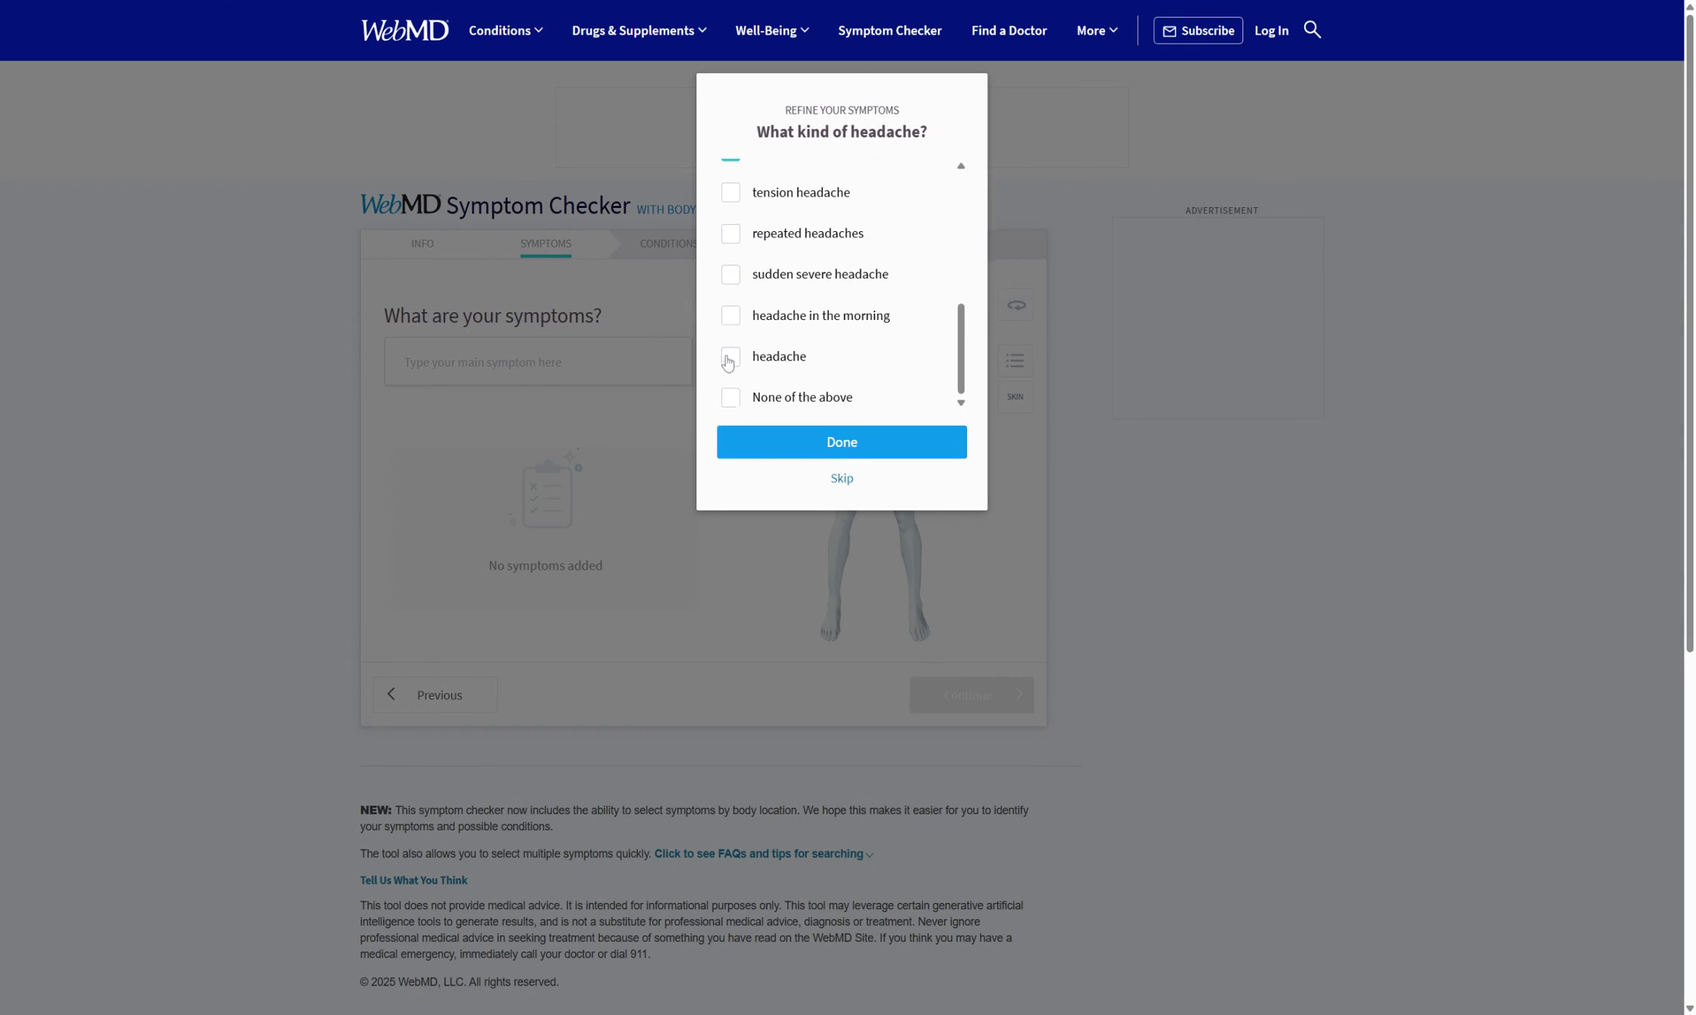 WebMD
Conditions
Drugs & Supplements
Well-Being
Symptom Checker
Find a Doctor
More
Subscribe
Log In
REFINE YOUR SYMPTOMS
What kind of headache?
tension headache
repeated headaches
sudden severe headache
headache in the morning
headache
None of the above
Done
Skip
WebMD Symptom Checker WITH BODY
INFO
SYMPTOMS
CONDITIONS
What are your symptoms?
Type your main symptom here
SKIN
No symptoms added
Previous
Continue
ADVERTISEMENT
NEW: This symptom checker now includes the ability to select symptoms by body location. We hope this makes it easier for you to identify
your symptoms and possible conditions.
The tool also allows you to select multiple symptoms quickly. Click to see FAQs and tips for searching
Tell Us What You Think
This tool does not provide medical advice. It is intended for informational purposes only. This tool may leverage certain generative artificial
intelligence tools to generate results, and is not a substitute for professional medical advice, diagnosis or treatment. Never ignore
professional medical advice in seeking treatment because of something you have read on the WebMD Site. If you think you may have a
medical emergency, immediately call your doctor or dial 911.
© 2025 WebMD, LLC. All rights reserved.